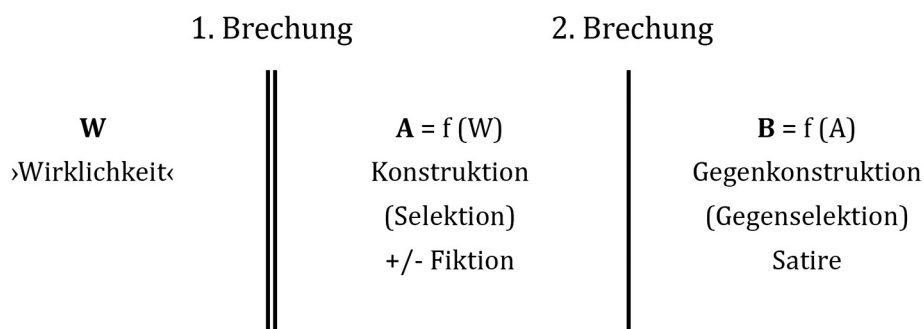 1. Brechung 2. Brechung
W A = f (W) B = f (A)
›Wirklichkeit‹ Konstruktion Gegenkonstruktion
(Selektion) (Gegenselektion)
+/- Fiktion Satire